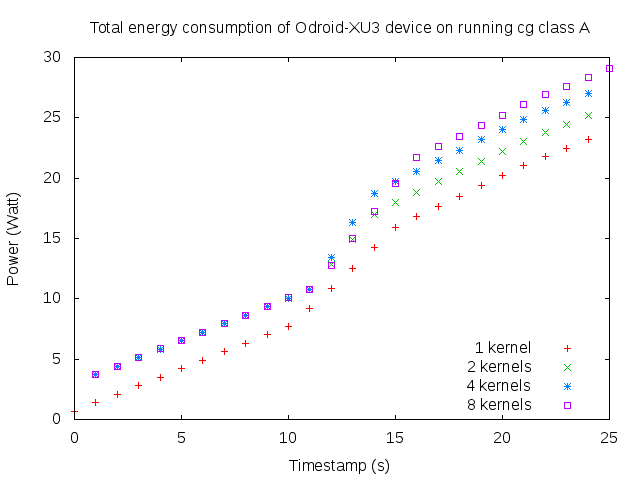 Total energy consumption of Odroid-XU3 device on running cg class A
30
25
20
15
10
5
0
Power (Watt)
1 kernel
2 kernels
4 kernels
8 kernels
0 5 10 15 20 25
Timestamp (s)